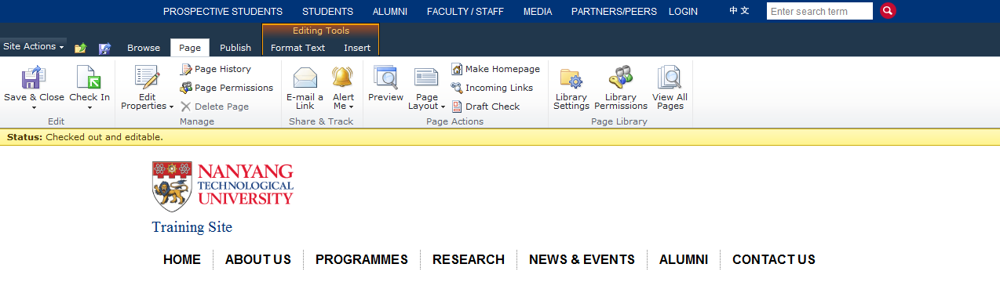 PROSPECTIVE STUDENTS STUDENTS ALUMNI FACULTY / STAFF MEDIA PARTNERS/PEERS LOGIN 中 文 Enter search term
Editing Tools
Site Actions Browse Page Publish Format Text Insert
Save & Close
Check In
Edit
Edit
Properties
Page History
Page Permissions
Delete Page
Manage
E-mail a
Link
Alert
Me
Share & Track
Preview
Page
Layout
Make Homepage
Incoming Links
Draft Check
Page Actions
Library
Settings
Library
Permissions
View All
Pages
Page Library
Status: Checked out and editable.
NANYANG
TECHNOLOGICAL
UNIVERSITY
Training Site
HOME ABOUT US PROGRAMMES RESEARCH NEWS & EVENTS ALUMNI CONTACT US